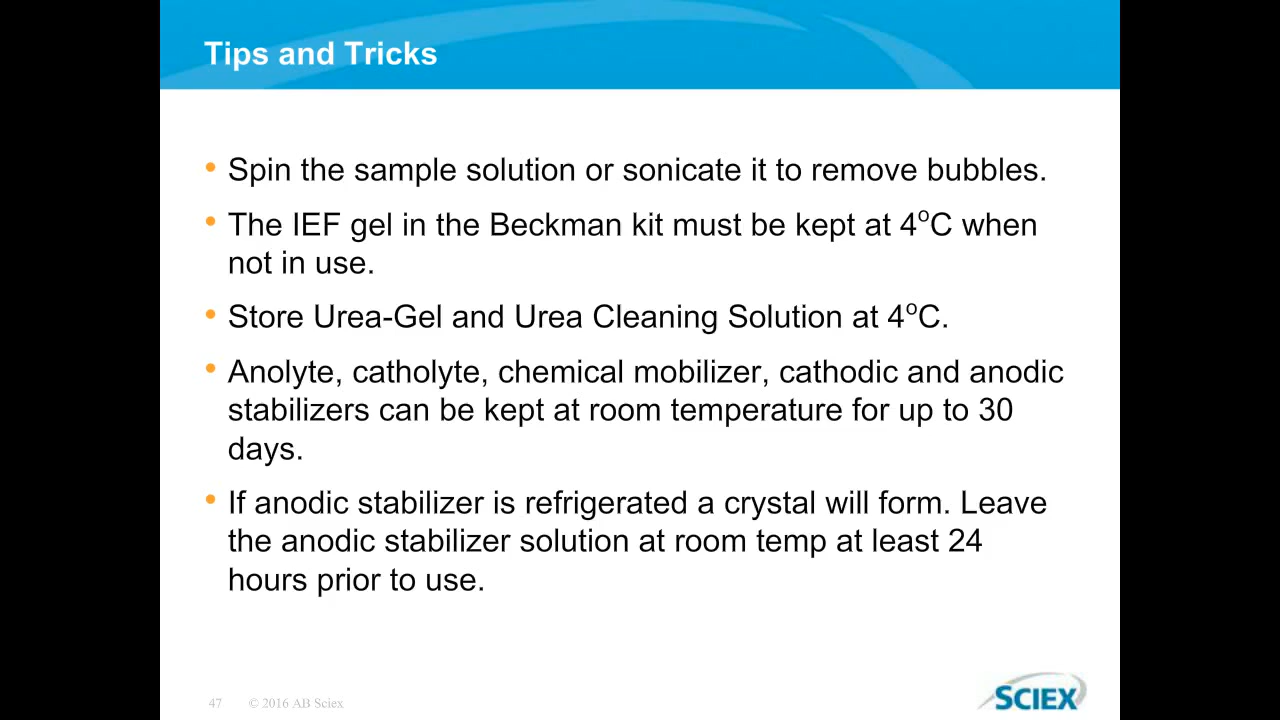 Tips and Tricks
• Spin the sample solution or sonicate it to remove bubbles.
• The IEF gel in the Beckman kit must be kept at 4ᵒC when
not in use.
• Store Urea-Gel and Urea Cleaning Solution at 4ᵒC.
• Anolyte, catholyte, chemical mobilizer, cathodic and anodic
stabilizers can be kept at room temperature for up to 30
days.
• If anodic stabilizer is refrigerated a crystal will form. Leave
the anodic stabilizer solution at room temp at least 24
hours prior to use.
47 © 2016 AB Sciex
SCIEX